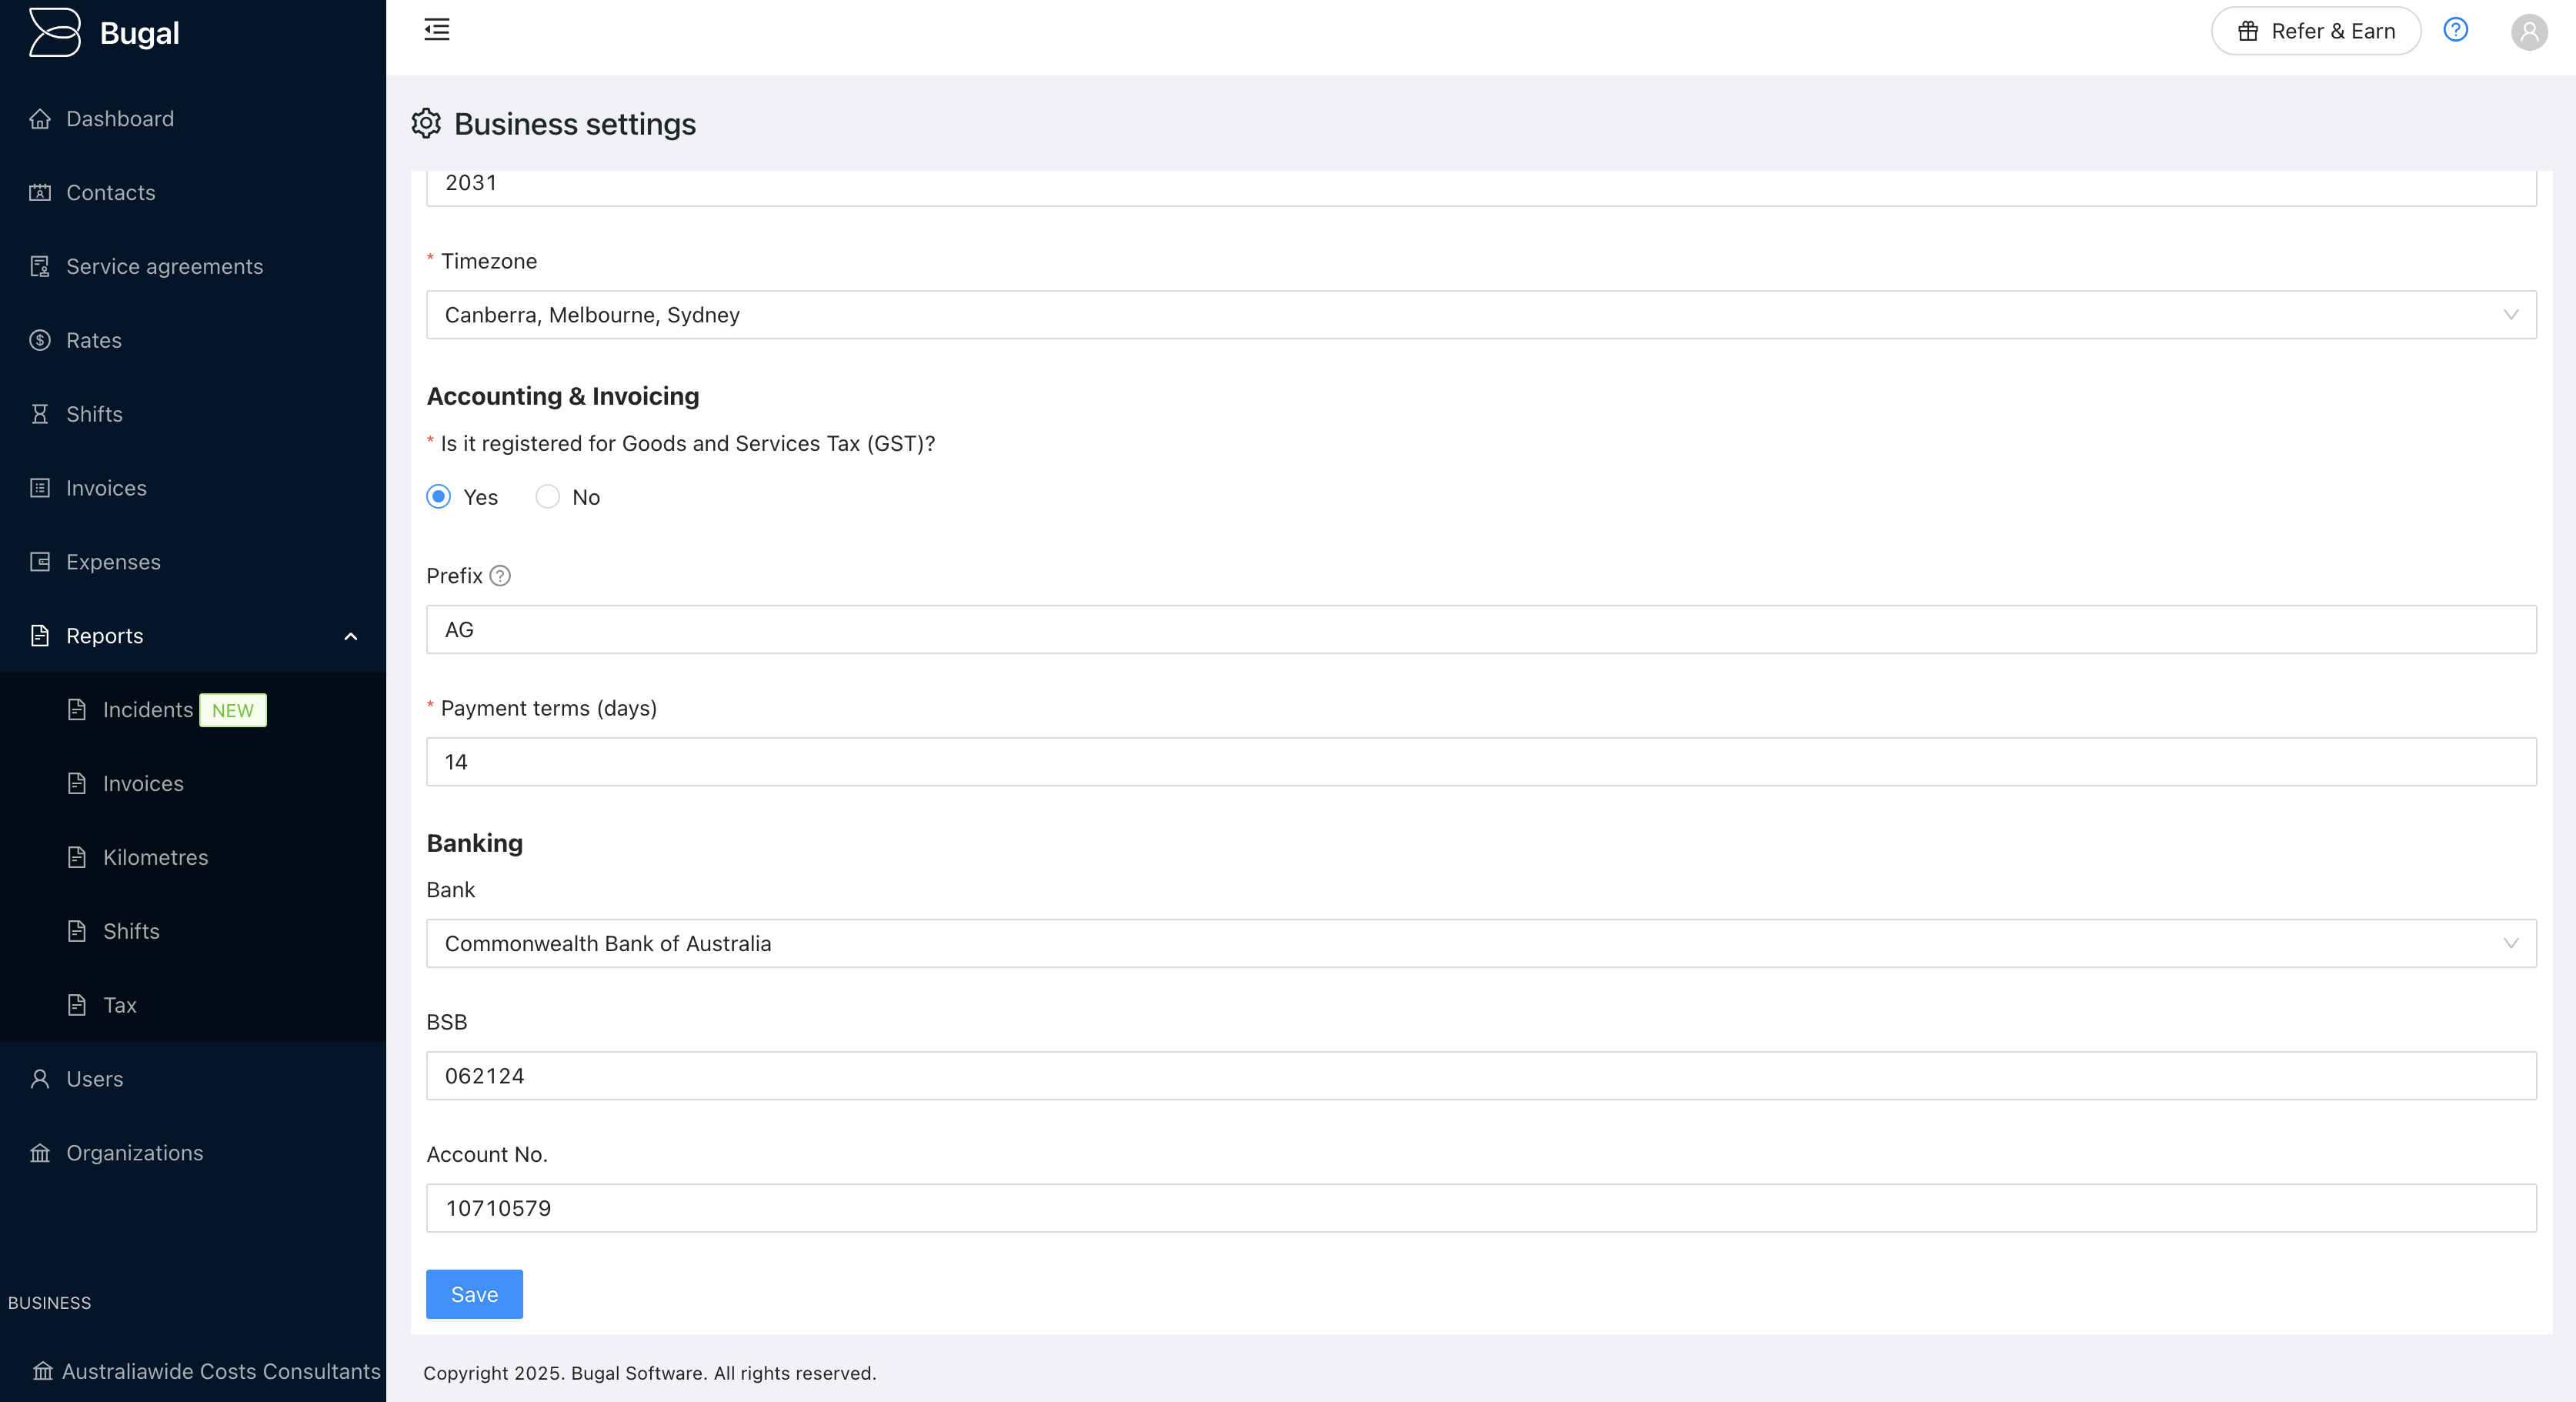 Bugal
Dashboard
Contacts
Service agreements
Rates
Shifts
Invoices
Expenses
Reports
Incidents NEW
Invoices
Kilometres
Shifts
Tax
Users
Organizations
BUSINESS
Australiawide Costs Consultants
Refer & Earn
Business settings
2031
* Timezone
Canberra, Melbourne, Sydney
Accounting & Invoicing
* Is it registered for Goods and Services Tax (GST)?
Yes No
Prefix ?
AG
* Payment terms (days)
14
Banking
Bank
Commonwealth Bank of Australia
BSB
062124
Account No.
10710579
Save
Copyright 2025. Bugal Software. All rights reserved.